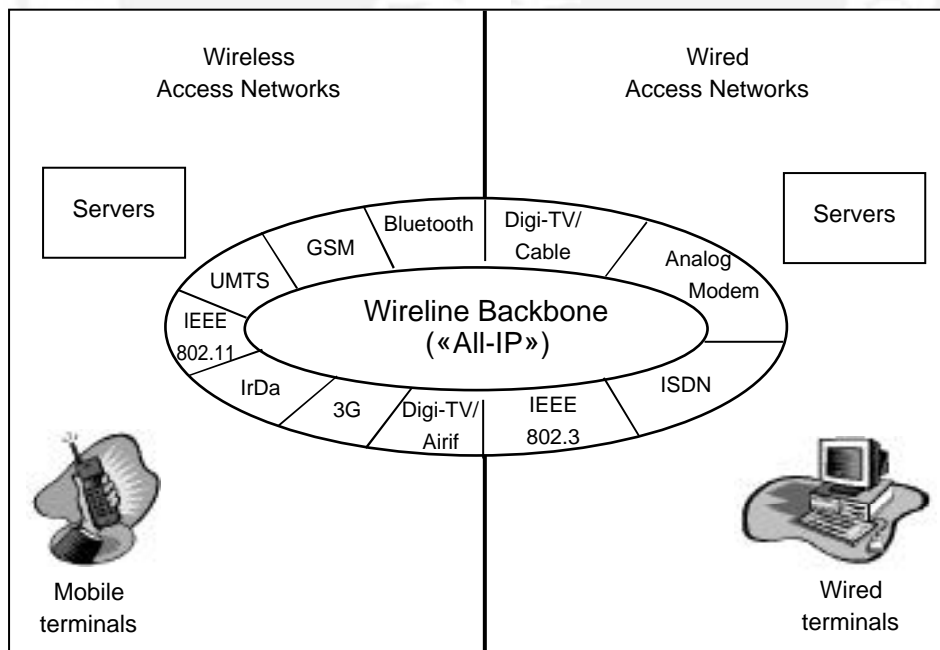 Wireless
Access Networks
Wired
Access Networks
Servers
Servers
Bluetooth
Digi-TV/
Cable
GSM
Analog
Modem
UMTS
IEEE
802.11
Wireline Backbone
(«All-IP»)
IrDa
3G
Digi-TV/
Airif
IEEE
802.3
ISDN
Mobile
terminals
Wired
terminals